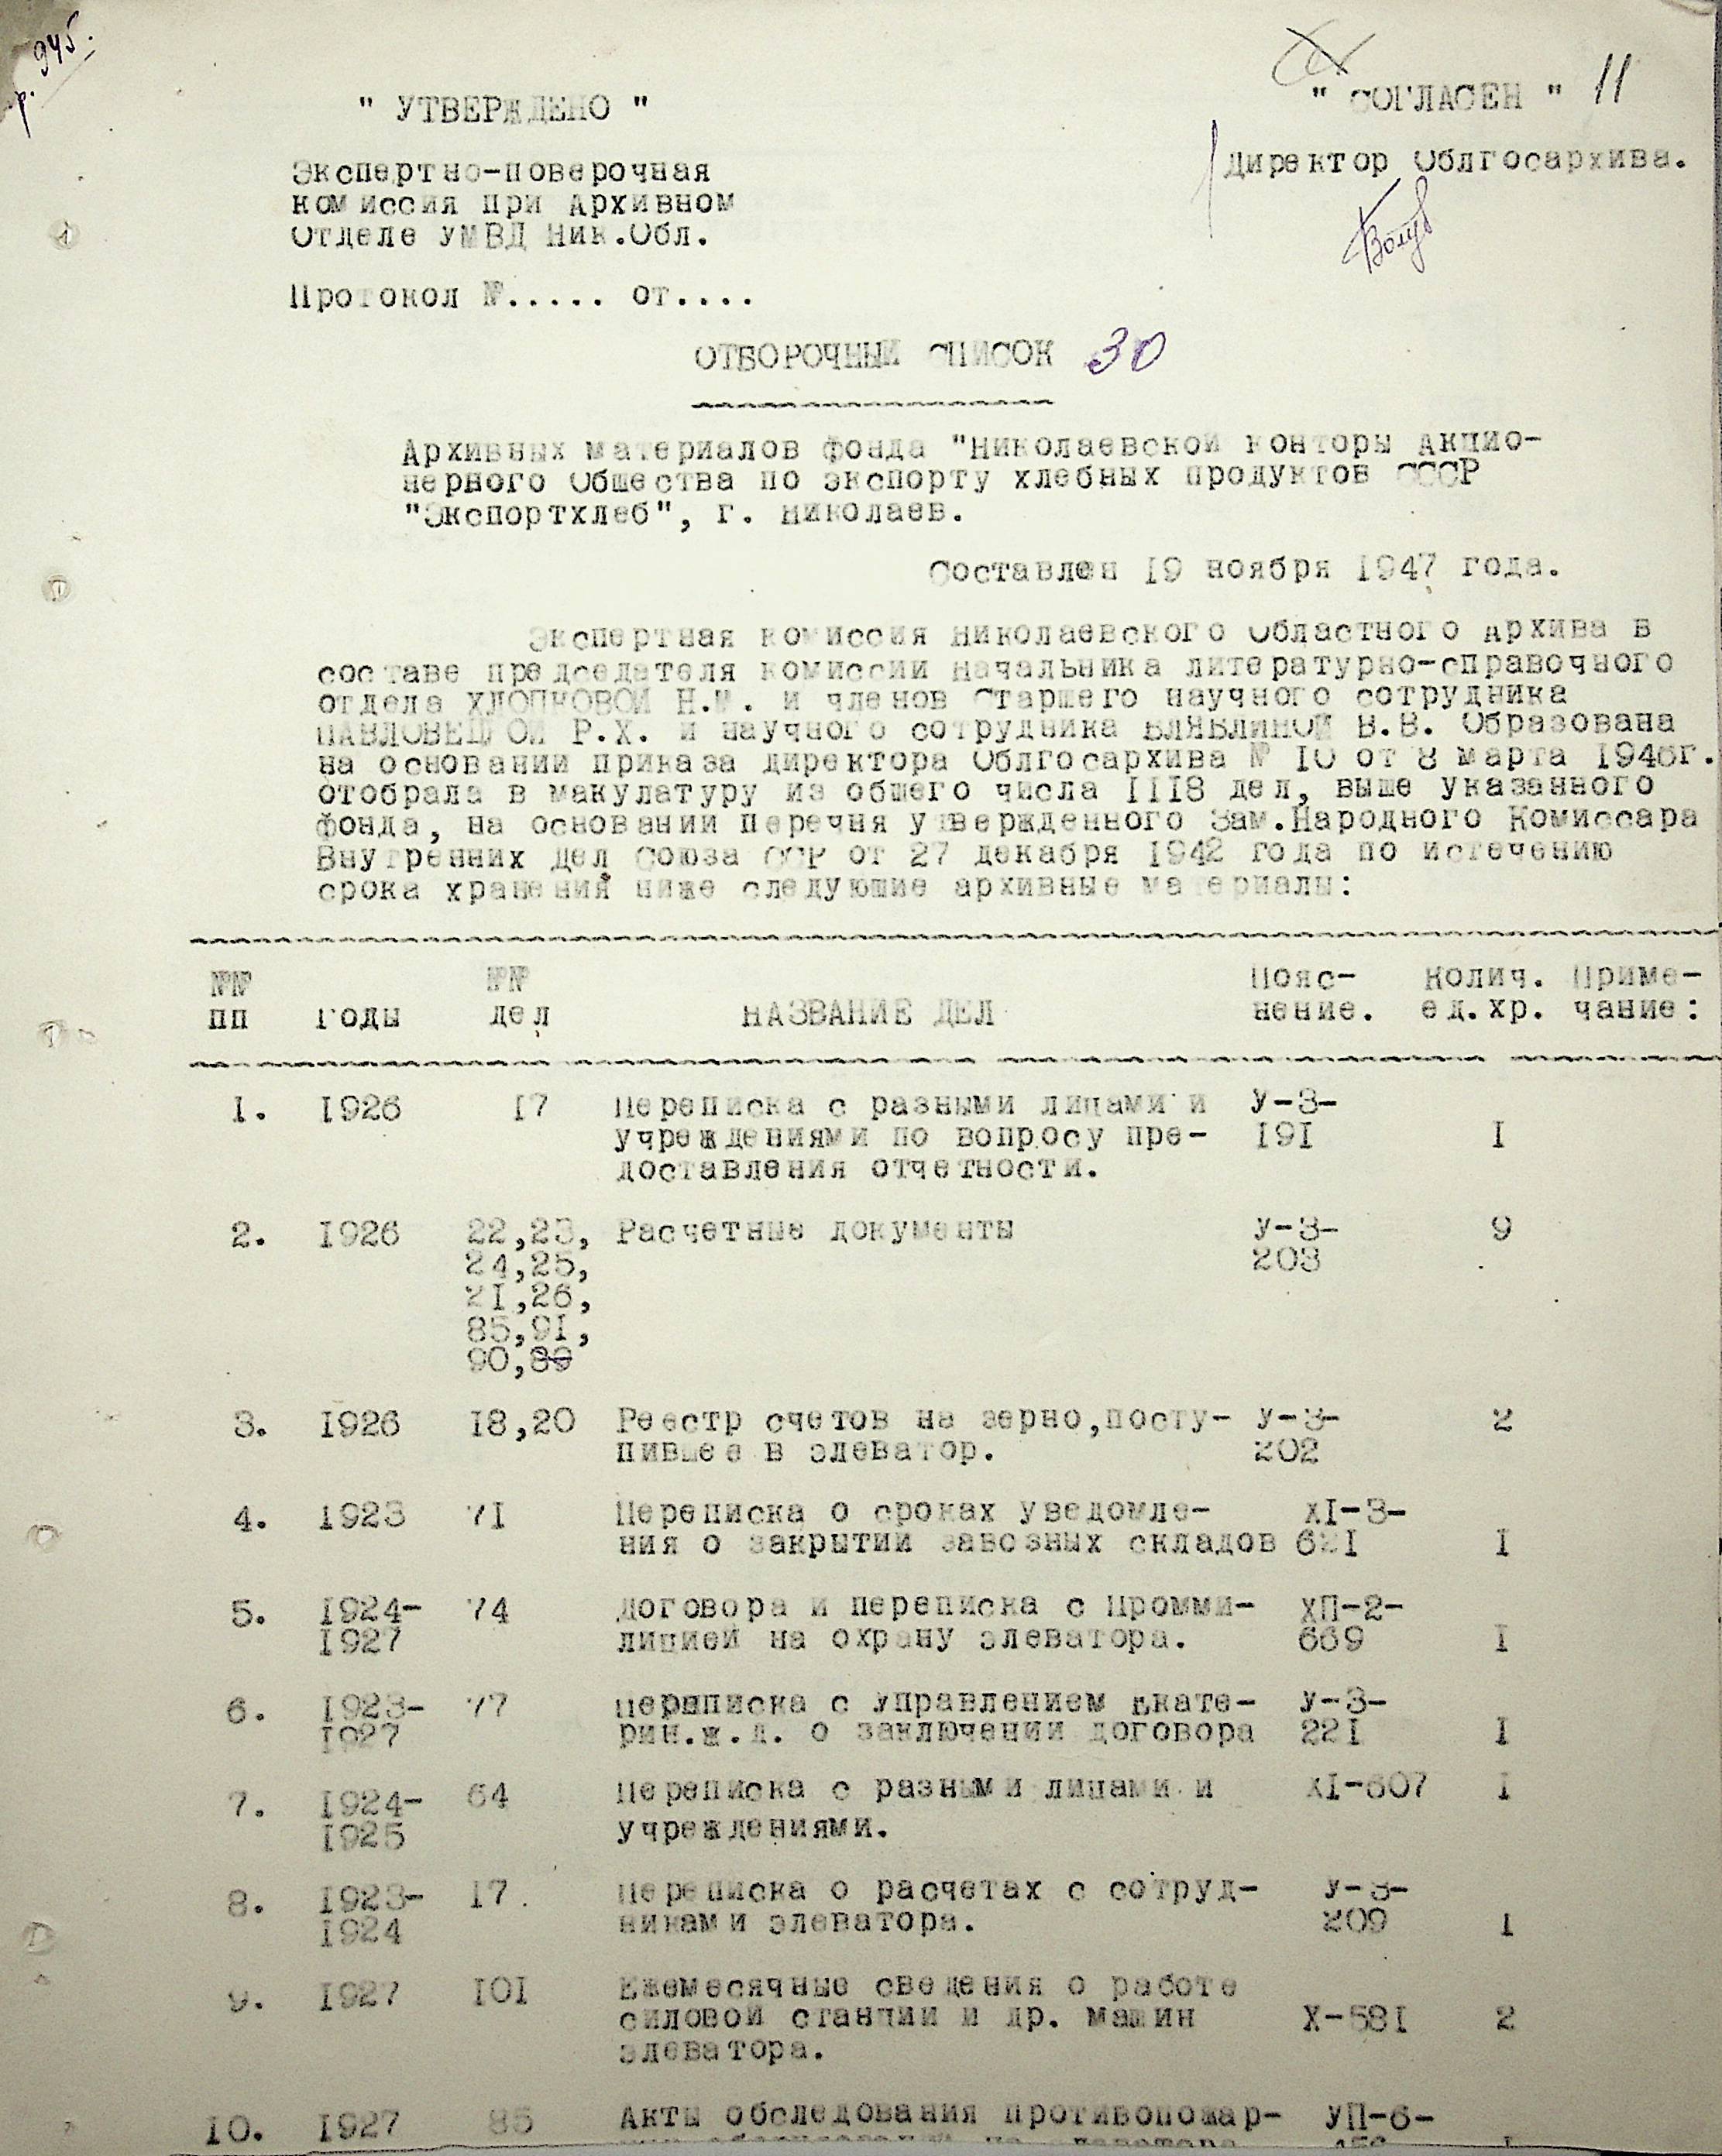 р. 945.
" УТВЕРЖДЕНО "
" СОГЛАСЕН " 11
Экспертно-поверочная
комиссия при Архивном
Отделе УМВД Ник.Обл.
Директор Облгосархива.
Протокол №..... от....
ОТБОРОЧНЫЙ СПИСОК 30
Архивных материалов фонда "Николаевской конторы Акцио-
нерного Общества по экспорту хлебных продуктов СССР
"Экспортхлеб", г. Николаев.
Составлен 19 ноября 1947 года.
Экспертная комиссия Николаевского Областного Архива в
составе председателя комиссии Начальника литературно-справочного
отдела ХЛОПКОВОЙ Н.М. и членов Старшего научного сотрудника
Р.Х. и научного сотрудника БЛЯБЛИНОЙ В.В. Образована
на основании приказа директора Облгосархива № 10 от 8 марта 1946г.
отобрала в макулатуру из общего числа III8 дел, выше указанного
фонда, на основании перечня утвержденного Зам.Народного Комиссара
Внутренних Дел Союза ССР от 27 декабря 1942 года по истечению
срока хранения ниже следующие архивные материалы:
№№ №№ Пояс- Колич. Приме-
пп Годы дел НАЗВАНИЕ ДЕЛ нение. ед.хр. чание:
1. 1926 17 Переписка с разными лицами и У-3-
учреждениями по вопросу пре- 191 1
доставления отчетности.
2. 1926 22,23, Расчетные документы У-3- 9
24,25, 203
21,26,
85,91,
90,89
3. 1926 18,20 Реестр счетов на зерно,посту- У-3- 2
пившее в элеватор. 202
4. 1923 71 Переписка о сроках уведомле- XI-3-
ния о закрытии завозных складов 621 1
5. 1924- 74 Договора и переписка с Промми- ХП-2-
1927 лицией на охрану элеватора. 669 1
6. 1923- 77 Переписка с Управлением Екате- У-3-
1927 рин.ж.д. о заключении договора 221 1
7. 1924- 64 Переписка с разными лицами и XI-607 1
1925 учреждениями.
8. 1923- 17. Переписка о расчетах с сотруд- У-3-
1924 никами элеватора. 209 1
9. 1927 101 Ежемесячные сведения о работе
силовой станции и др. машин Х-581 2
элеватора.
10. 1927 85 Акты обследования противопожар- УП-6-